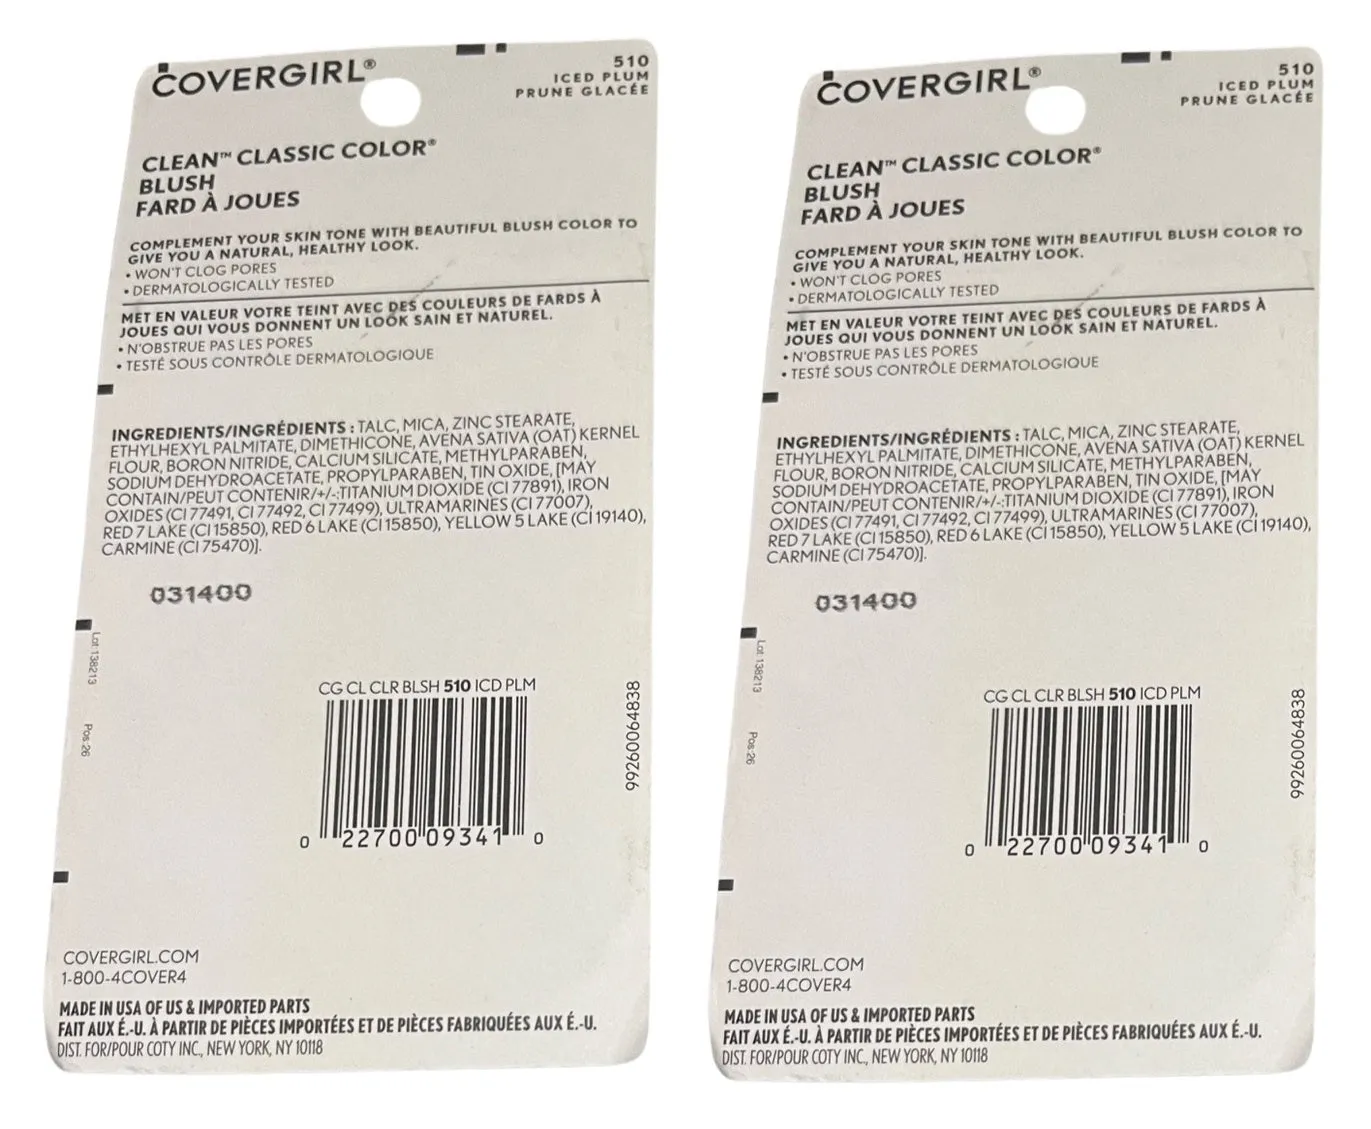 COVERGIRL®
510
ICED PLUM
PRUNE GLACÉE
CLEAN™ CLASSIC COLOR®
BLUSH
FARD À JOUES
COMPLEMENT YOUR SKIN TONE WITH BEAUTIFUL BLUSH COLOR TO
GIVE YOU A NATURAL, HEALTHY LOOK.
• WON'T CLOG PORES
• DERMATOLOGICALLY TESTED
MET EN VALEUR VOTRE TEINT AVEC DES COULEURS DE FARDS À
JOUES QUI VOUS DONNENT UN LOOK SAIN ET NATUREL.
• N'OBSTRUE PAS LES PORES
• TESTÉ SOUS CONTRÔLE DERMATOLOGIQUE
INGREDIENTS/INGRÉDIENTS : TALC, MICA, ZINC STEARATE,
ETHYLHEXYL PALMITATE, DIMETHICONE, AVENA SATIVA (OAT) KERNEL
FLOUR, BORON NITRIDE, CALCIUM SILICATE, METHYLPARABEN,
SODIUM DEHYDROACETATE, PROPYLPARABEN, TIN OXIDE, [MAY
CONTAIN/PEUT CONTENIR/+/-:TITANIUM DIOXIDE (CI 77891), IRON
OXIDES (CI 77491, CI 77492, CI 77499), ULTRAMARINES (CI 77007),
RED 7 LAKE (CI 15850), RED 6 LAKE (CI 15850), YELLOW 5 LAKE (CI 19140),
CARMINE (CI 75470)].
031400
Lot: 138213
Pos:26
CG CL CLR BLSH 510 ICD PLM
99260064838
0 22700 09341 0
COVERGIRL.COM
1-800-4COVER4
MADE IN USA OF US & IMPORTED PARTS
FAIT AUX É.-U. À PARTIR DE PIÈCES IMPORTÉES ET DE PIÈCES FABRIQUÉES AUX É.-U.
DIST. FOR/POUR COTY INC., NEW YORK, NY 10118
COVERGIRL®
510
ICED PLUM
PRUNE GLACÉE
CLEAN™ CLASSIC COLOR®
BLUSH
FARD À JOUES
COMPLEMENT YOUR SKIN TONE WITH BEAUTIFUL BLUSH COLOR TO
GIVE YOU A NATURAL, HEALTHY LOOK.
• WON'T CLOG PORES
• DERMATOLOGICALLY TESTED
MET EN VALEUR VOTRE TEINT AVEC DES COULEURS DE FARDS À
JOUES QUI VOUS DONNENT UN LOOK SAIN ET NATUREL.
• N'OBSTRUE PAS LES PORES
• TESTÉ SOUS CONTRÔLE DERMATOLOGIQUE
INGREDIENTS/INGRÉDIENTS : TALC, MICA, ZINC STEARATE,
ETHYLHEXYL PALMITATE, DIMETHICONE, AVENA SATIVA (OAT) KERNEL
FLOUR, BORON NITRIDE, CALCIUM SILICATE, METHYLPARABEN,
SODIUM DEHYDROACETATE, PROPYLPARABEN, TIN OXIDE, [MAY
CONTAIN/PEUT CONTENIR/+/-:TITANIUM DIOXIDE (CI 77891), IRON
OXIDES (CI 77491, CI 77492, CI 77499), ULTRAMARINES (CI 77007),
RED 7 LAKE (CI 15850), RED 6 LAKE (CI 15850), YELLOW 5 LAKE (CI 19140),
CARMINE (CI 75470)].
031400
Lot: 138213
Pos:26
CG CL CLR BLSH 510 ICD PLM
99260064838
0 22700 09341 0
COVERGIRL.COM
1-800-4COVER4
MADE IN USA OF US & IMPORTED PARTS
FAIT AUX É.-U. À PARTIR DE PIÈCES IMPORTÉES ET DE PIÈCES FABRIQUÉES AUX É.-U.
DIST. FOR/POUR COTY INC., NEW YORK, NY 10118